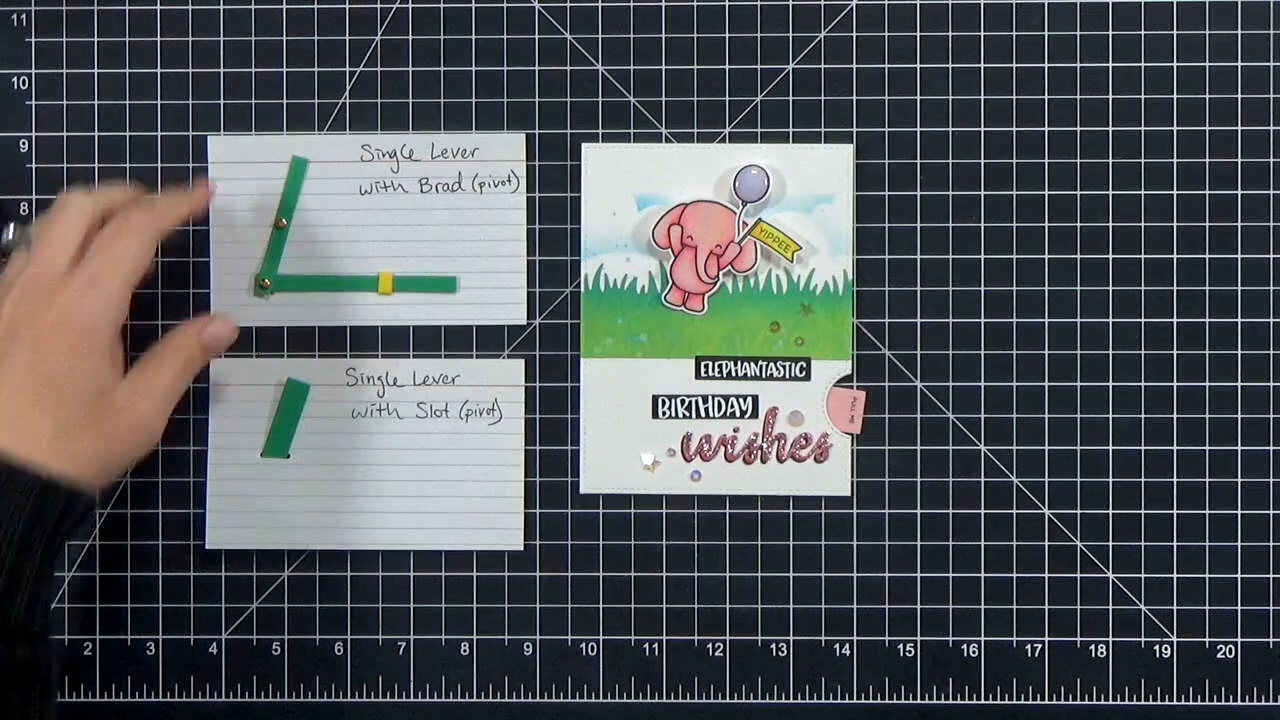 11
10
9
8
Single Lever
with Brad (pivot)
Single Lever
with Slot (pivot)
YIPPEE
ELEPHANTASTIC
BIRTHDAY
wishes
2 3 4 5 6 7 8 9 10 11 12 13 14 15 16 17 18 19 20